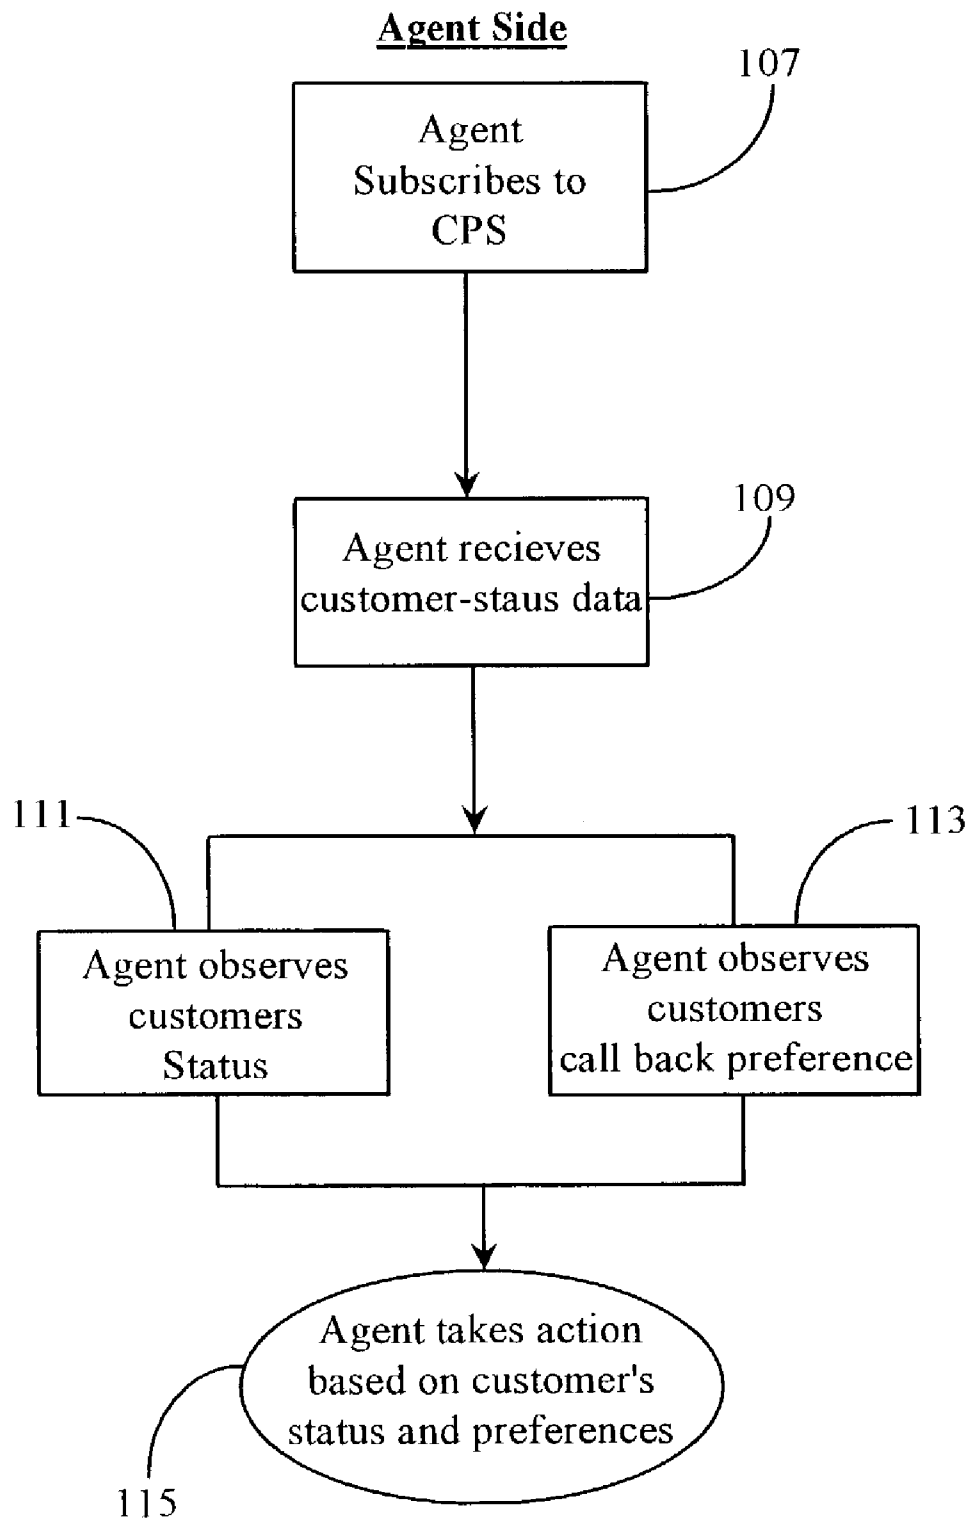 Agent Side
107
Agent
Subscribes to
CPS
109
Agent recieves
customer-staus data
111
113
Agent observes
customers
Status
Agent observes
customers
call back preference
Agent takes action
based on customer's
status and preferences
115